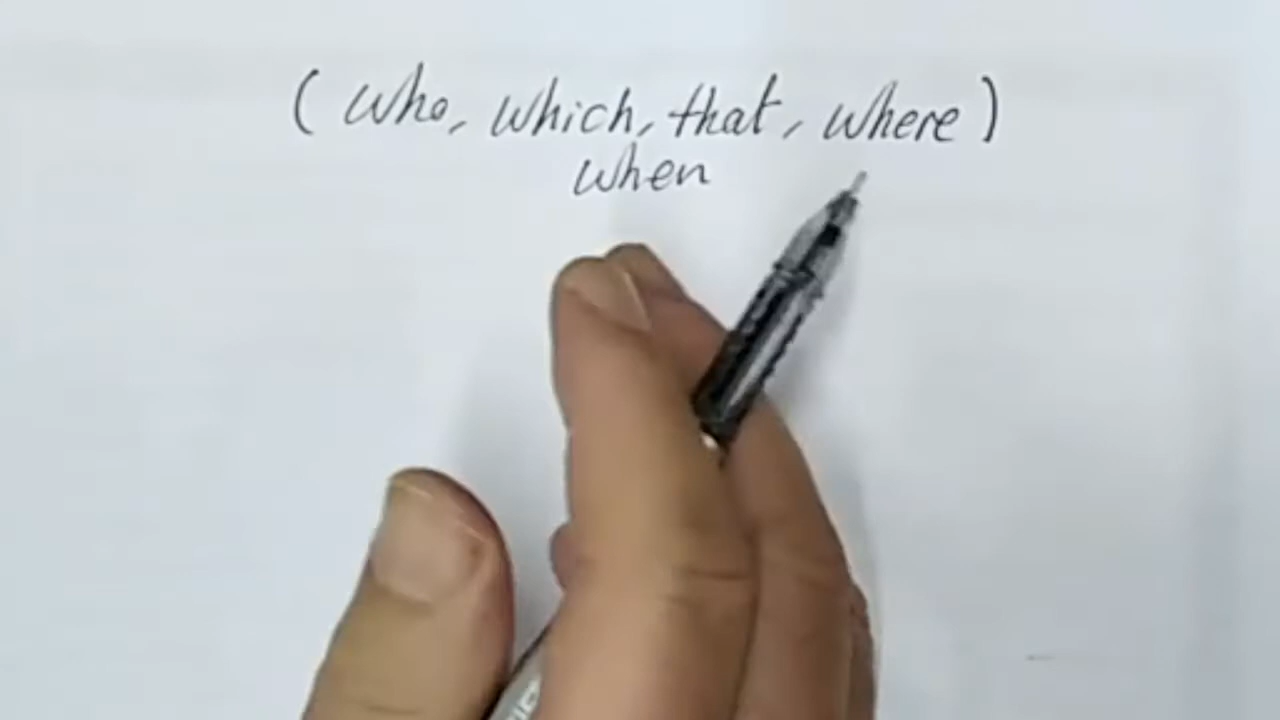 (who, which, that, where)
when